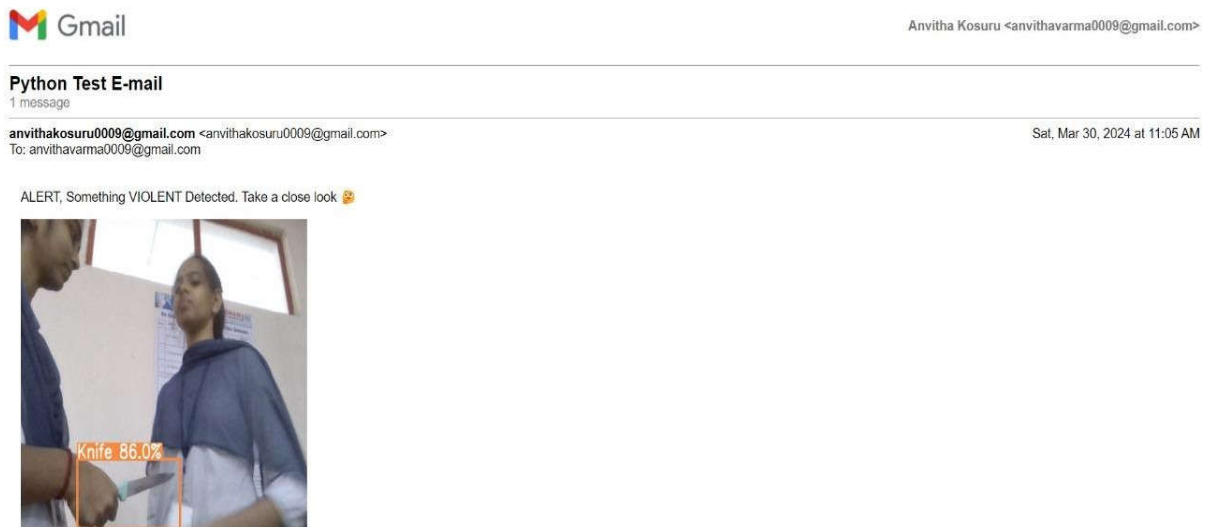 Gmail
Anvitha Kosuru <anvithavarma0009@gmail.com>
Python Test E-mail
1 message
anvithakosuru0009@gmail.com <anvithakosuru0009@gmail.com>
Sat, Mar 30, 2024 at 11:05 AM
To: anvithavarma0009@gmail.com
ALERT, Something VIOLENT Detected. Take a close look 🤔
Knife 86.0%